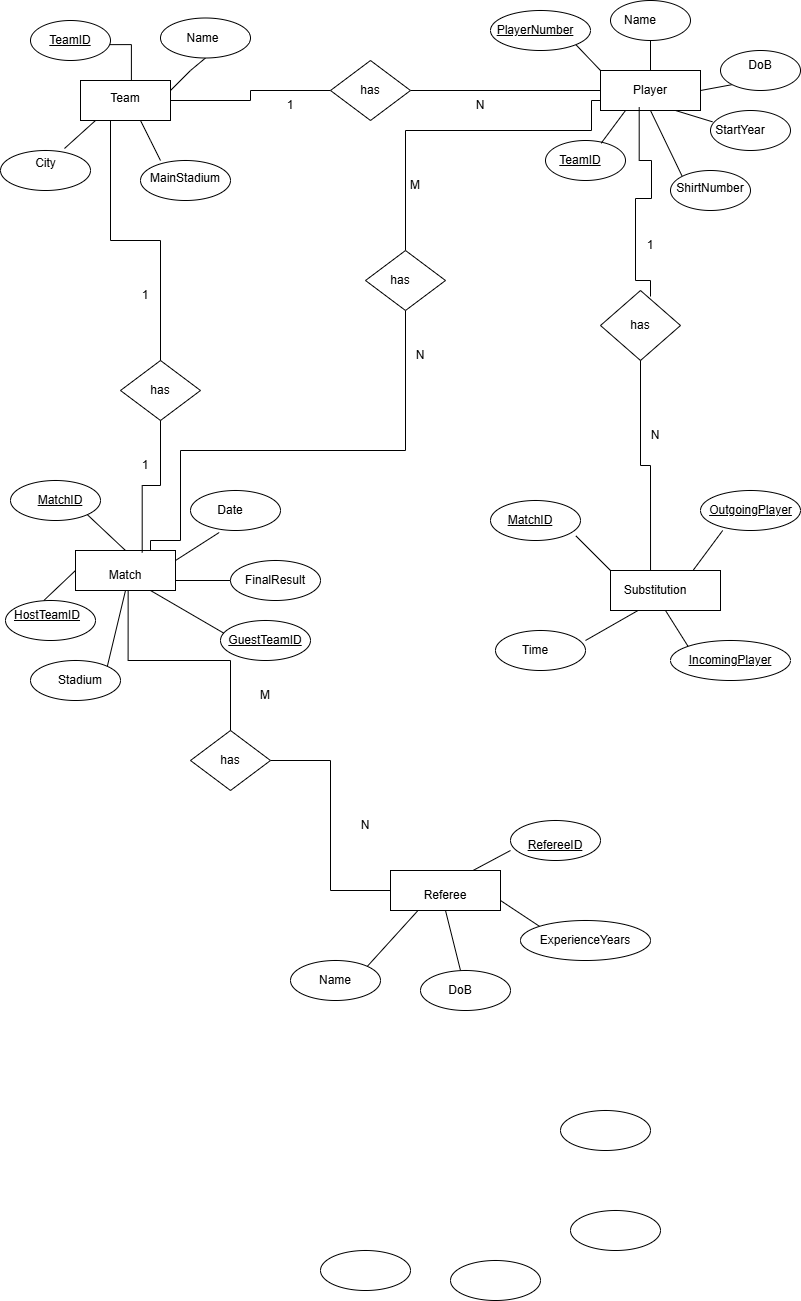 Name
PlayerNumber
TeamID
Name
DoB
has
Player
Team
1
N
StartYear
TeamID
City
MainStadium
M
ShirtNumber
1
has
1
has
N
has
N
1
MatchID
Date
MatchID
OutgoingPlayer
Match
FinalResult
Substitution
HostTeamID
GuestTeamID
Time
IncomingPlayer
Stadium
M
has
N
RefereeID
Referee
ExperienceYears
Name
DoB